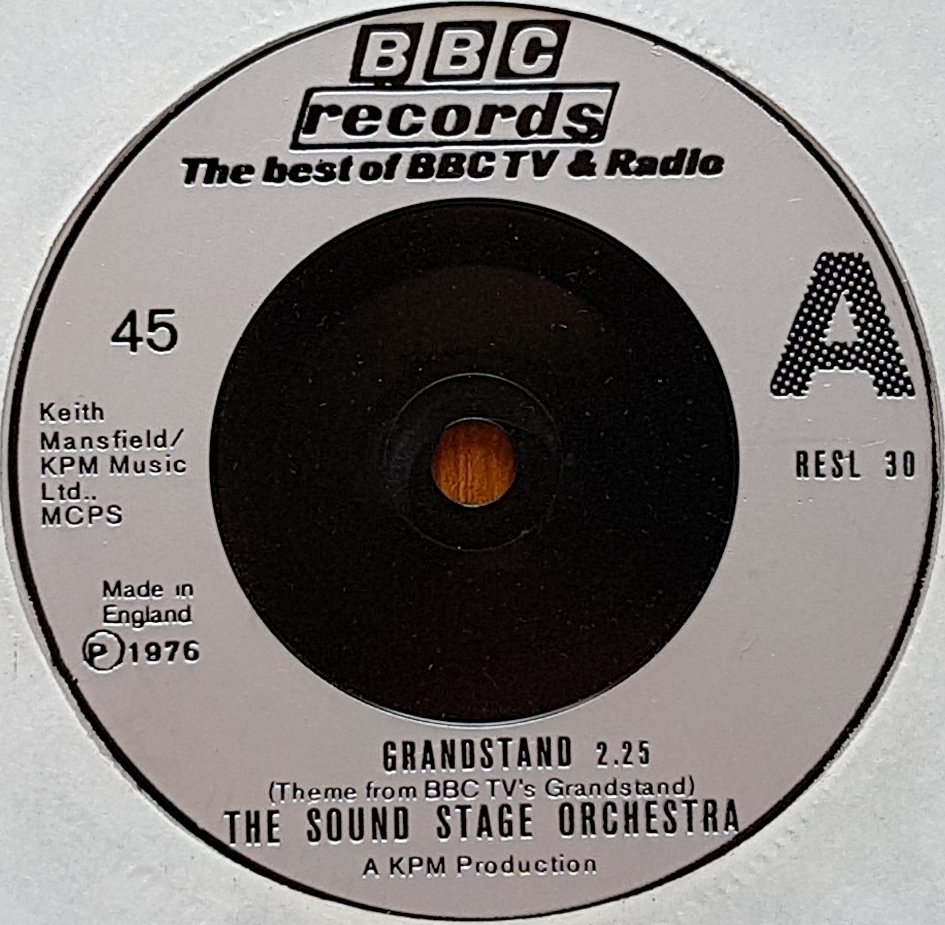 BBC
records
The best of BBC TV & Radio
45
A
Keith
Mansfield/
KPM Music
Ltd..
MCPS
RESL 30
Made in
England
Ⓟ1976
GRANDSTAND 2.25
(Theme from BBC TV's Grandstand)
THE SOUND STAGE ORCHESTRA
A KPM Production